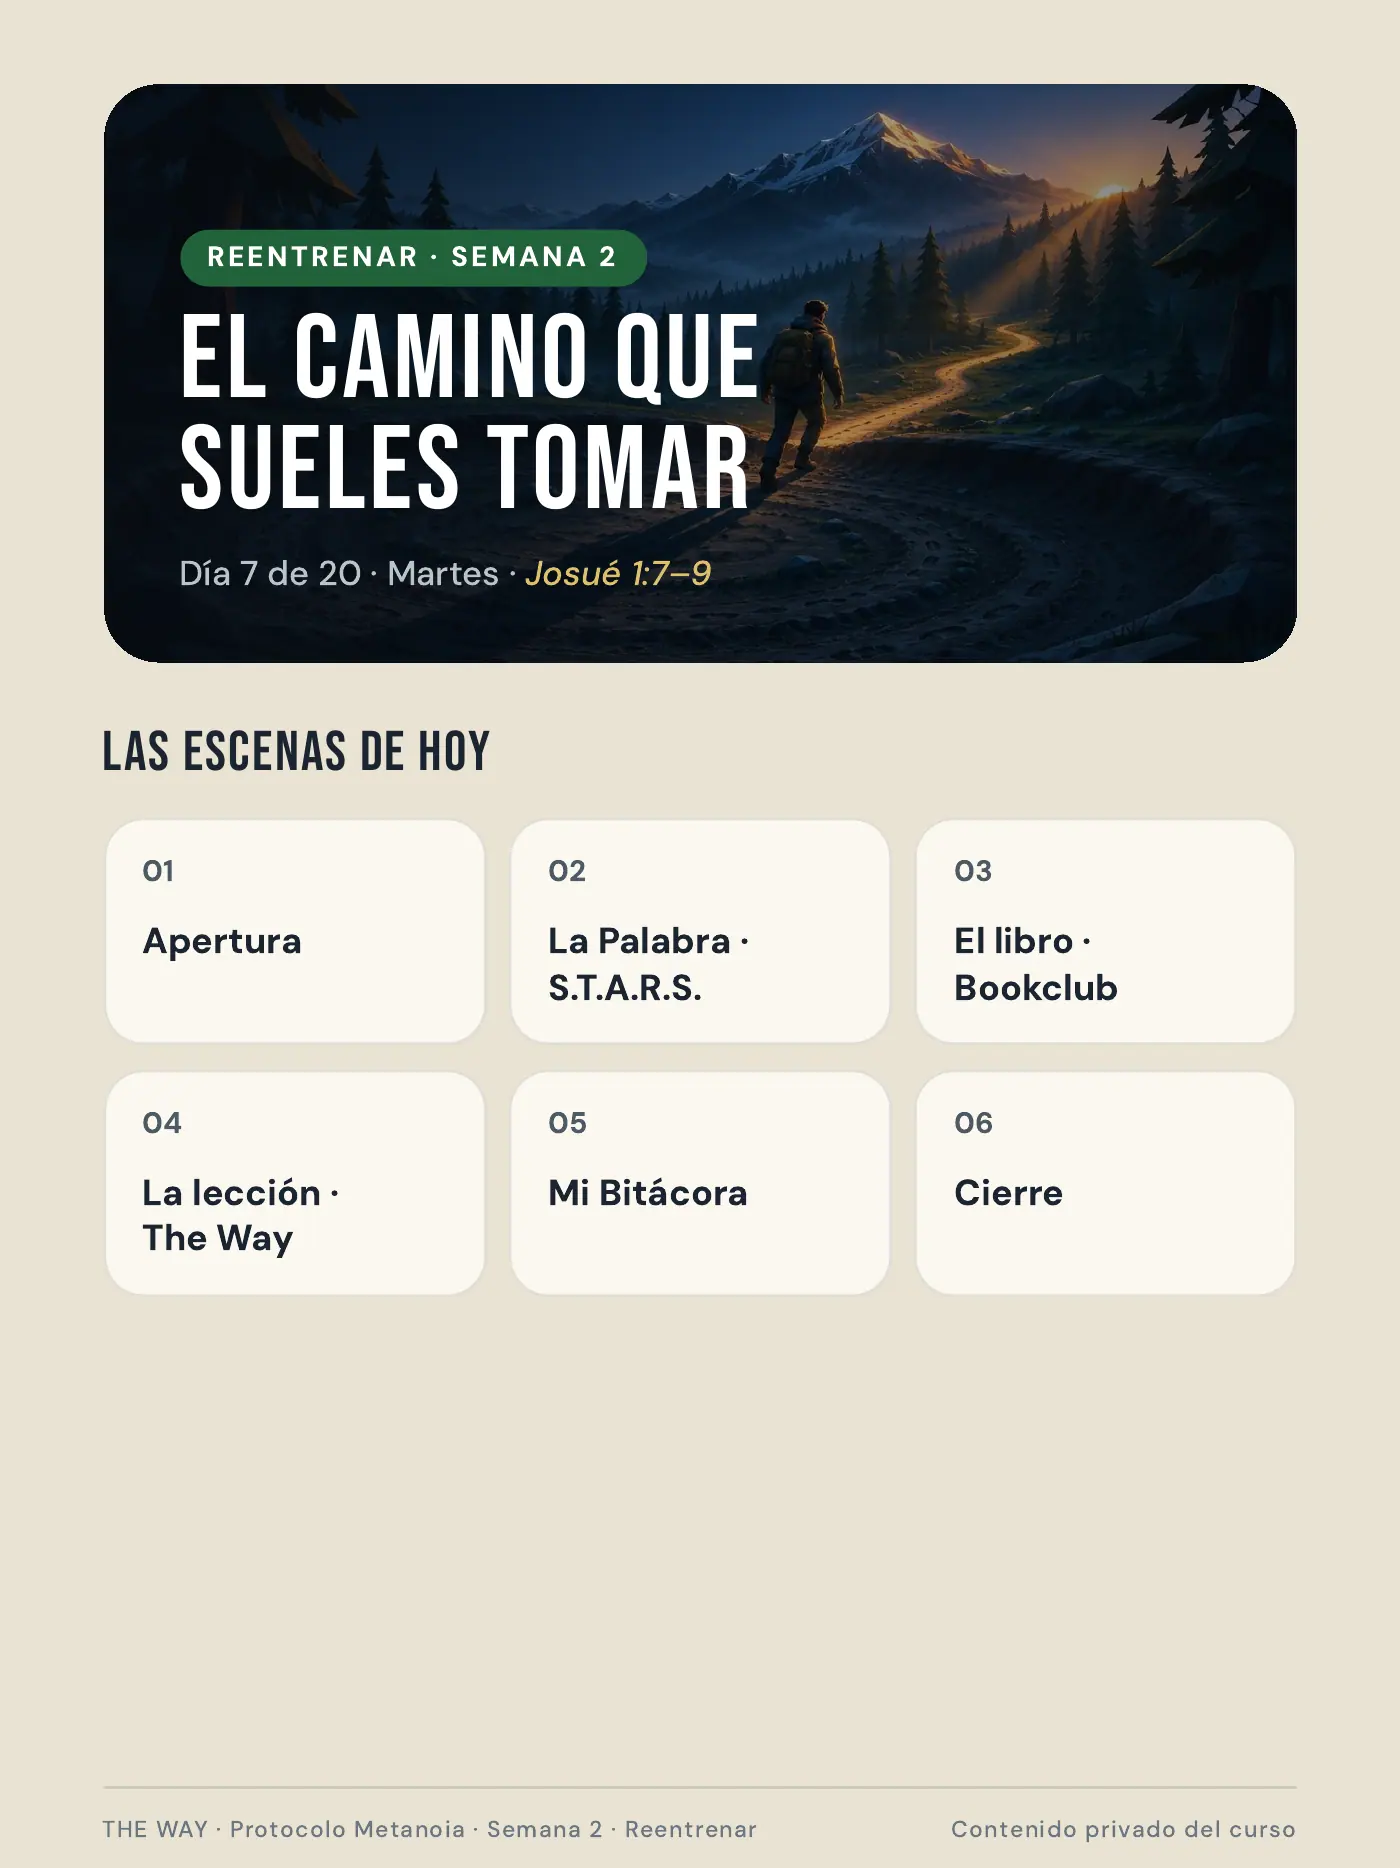 REENTRENAR · SEMANA 2
EL CAMINO QUE
SUELES TOMAR
Día 7 de 20 · Martes · Josué 1:7–9
LAS ESCENAS DE HOY
01
Apertura
02
La Palabra ·
S.T.A.R.S.
03
El libro ·
Bookclub
04
La lección ·
The Way
05
Mi Bitácora
06
Cierre
THE WAY · Protocolo Metanoia · Semana 2 · Reentrenar
Contenido privado del curso